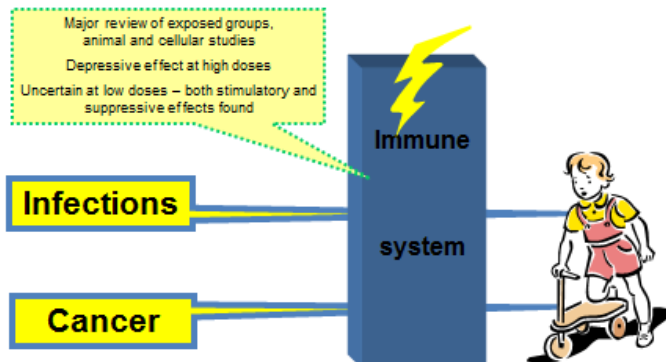 Major review of exposed groups,
animal and cellular studies
Depressive effect at high doses
Uncertain at low doses – both stimulatory and
suppressive effects found
Immune
system
Infections
Cancer